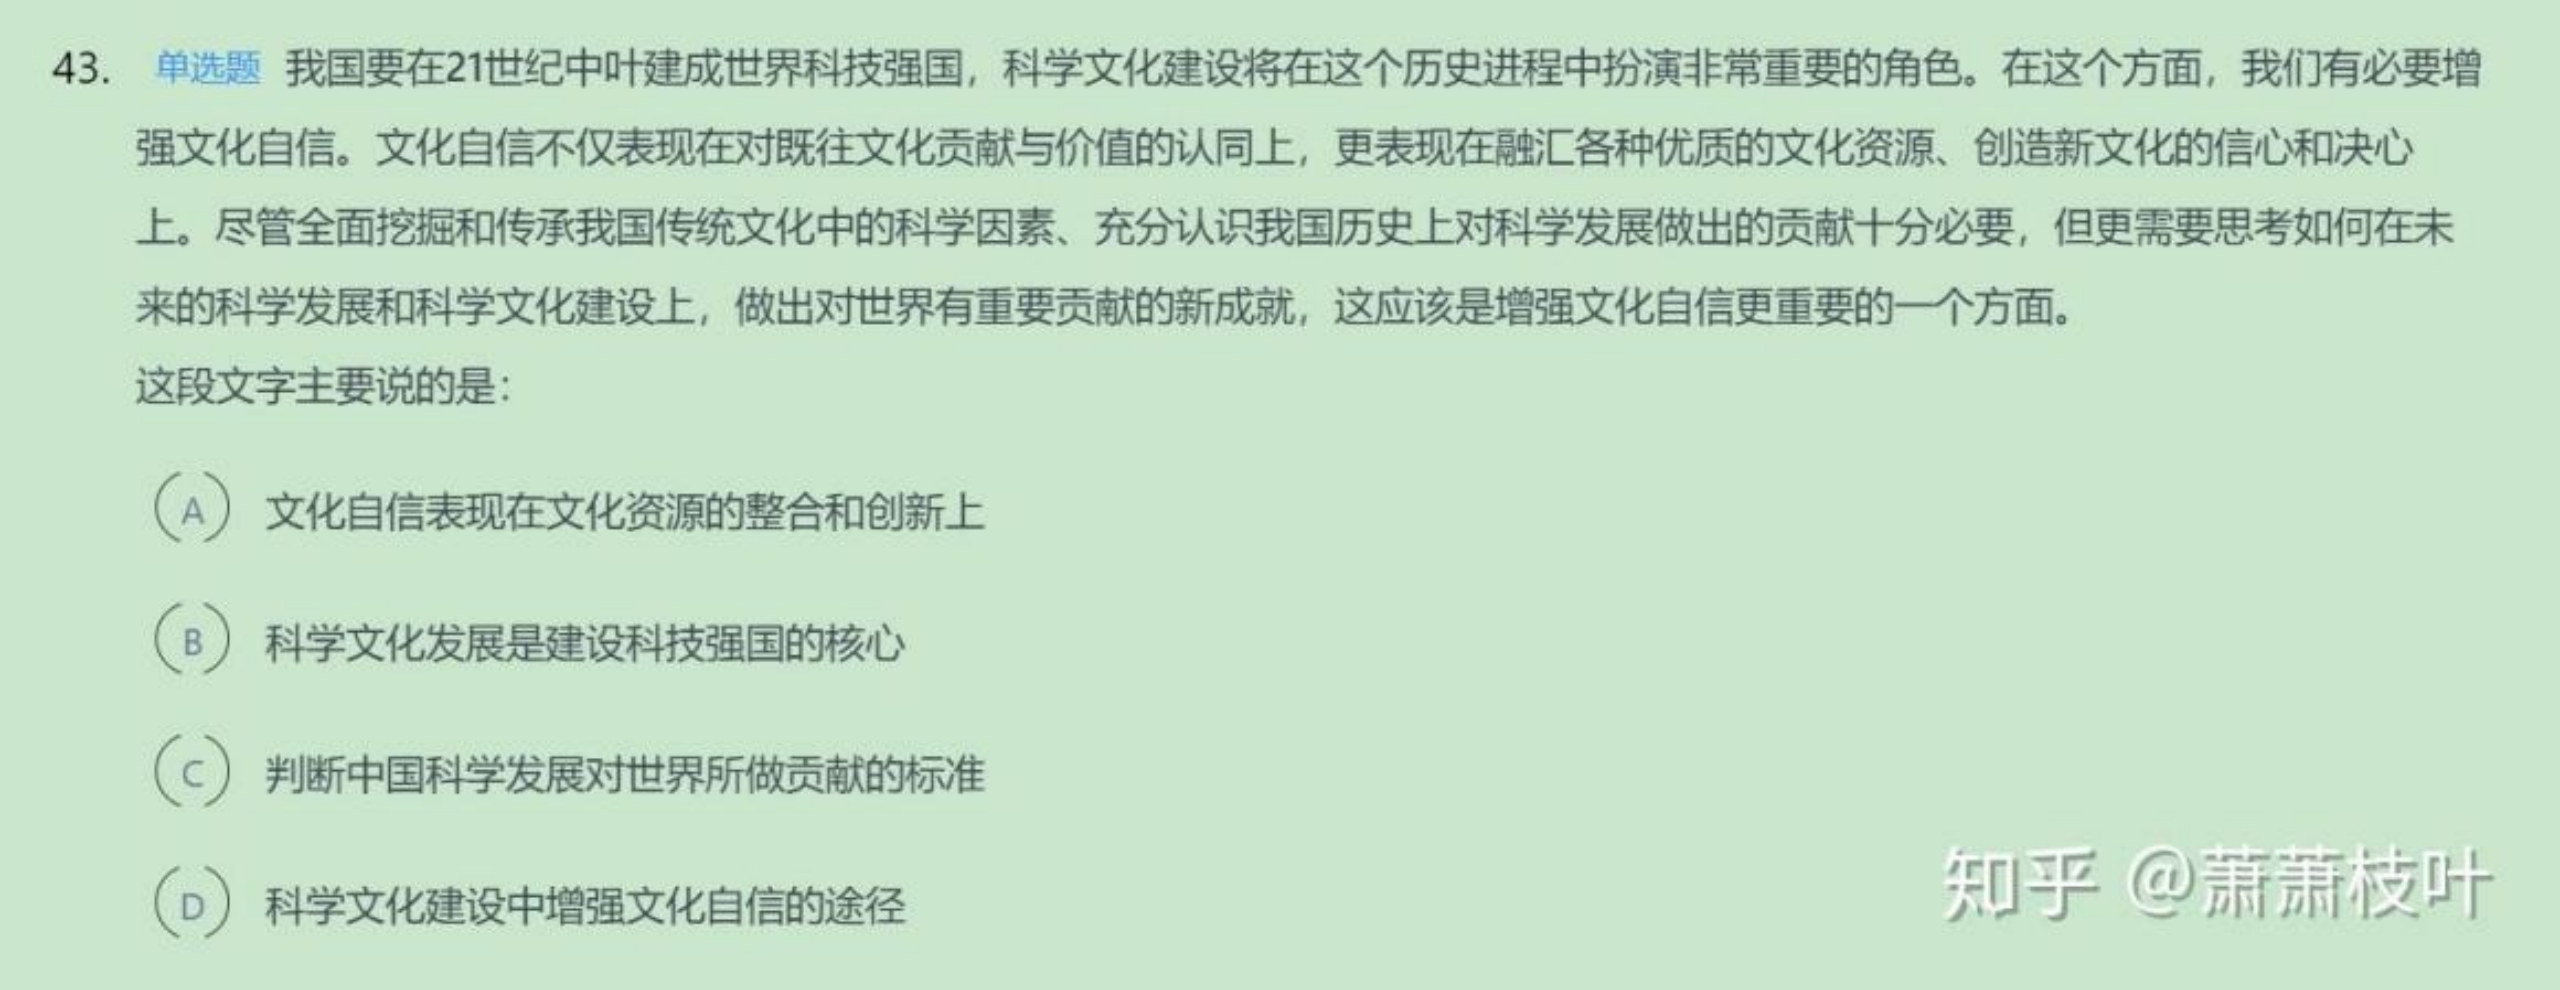 43. 单选题 我国要在21世纪中叶建成世界科技强国，科学文化建设将在这个历史进程中扮演非常重要的角色。在这个方面，我们有必要增
强文化自信。文化自信不仅表现在对既往文化贡献与价值的认同上，更表现在融汇各种优质的文化资源、创造新文化的信心和决心
上。尽管全面挖掘和传承我国传统文化中的科学因素、充分认识我国历史上对科学发展做出的贡献十分必要，但更需要思考如何在未
来的科学发展和科学文化建设上，做出对世界有重要贡献的新成就，这应该是增强文化自信更重要的一个方面。
这段文字主要说的是：
A 文化自信表现在文化资源的整合和创新上
B 科学文化发展是建设科技强国的核心
C 判断中国科学发展对世界所做贡献的标准
D 科学文化建设中增强文化自信的途径
知乎 @萧萧枝叶